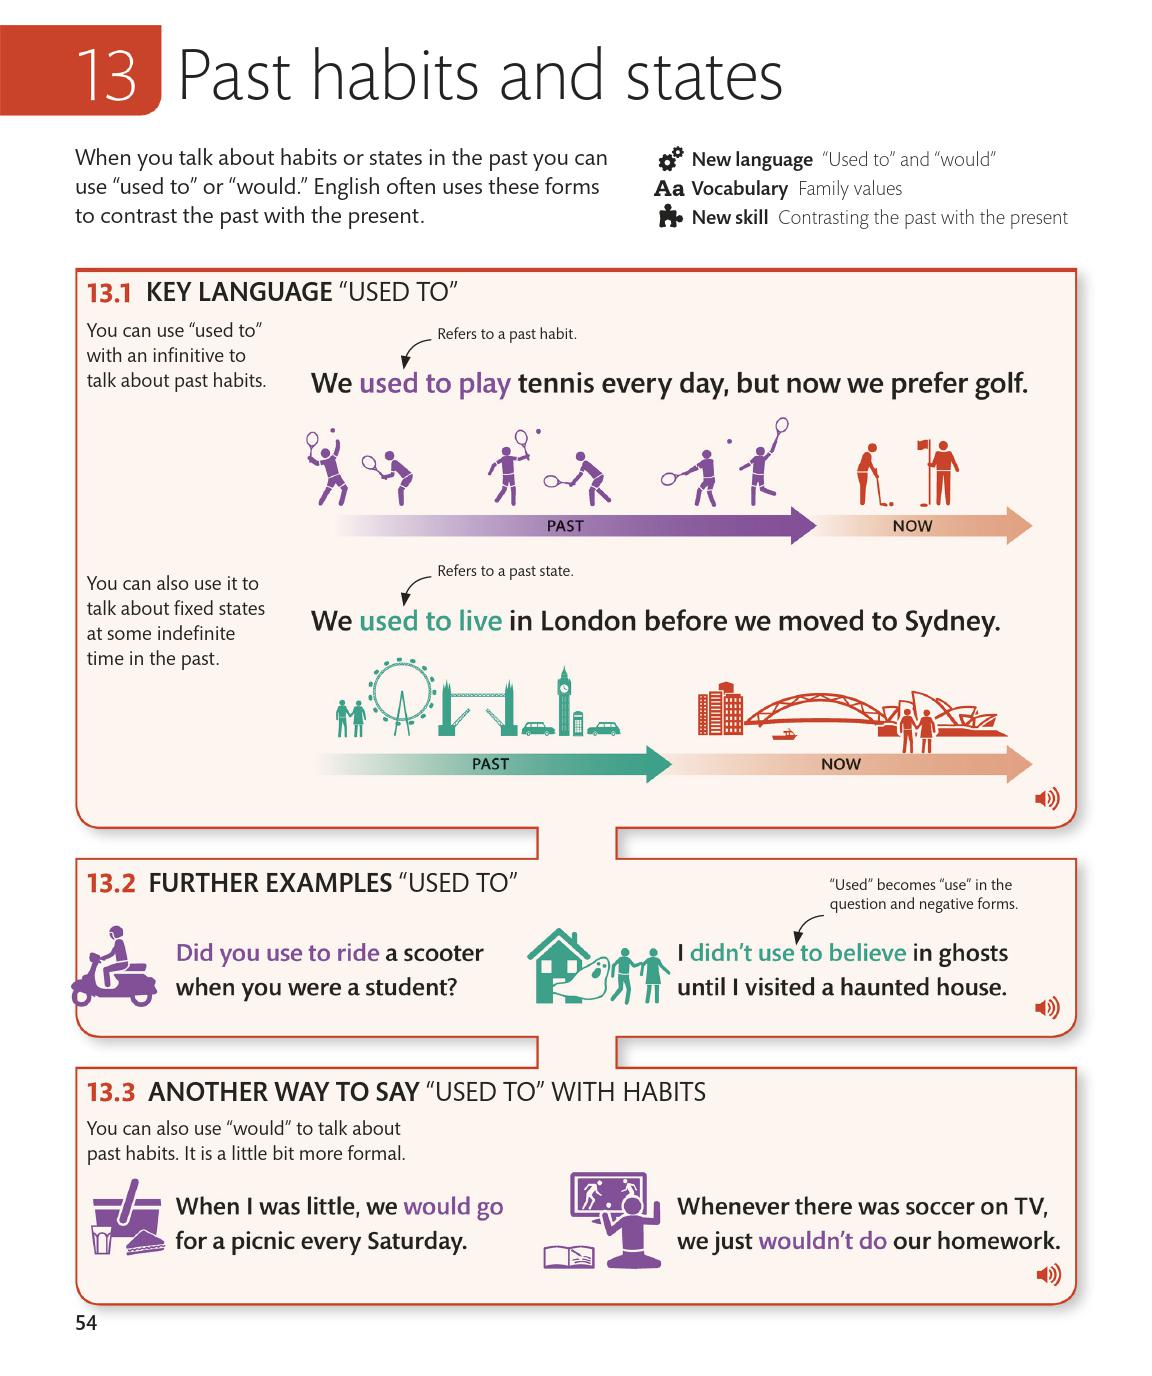 13 Past habits and states
When you talk about habits or states in the past you can
use “used to” or “would.” English often uses these forms
to contrast the past with the present.
New language “Used to” and “would”
Aa Vocabulary Family values
New skill Contrasting the past with the present
13.1 KEY LANGUAGE “USED TO”
You can use “used to”
with an infinitive to
talk about past habits.
Refers to a past habit.
We used to play tennis every day, but now we prefer golf.
PAST
NOW
You can also use it to
talk about fixed states
at some indefinite
time in the past.
Refers to a past state.
We used to live in London before we moved to Sydney.
PAST
NOW
13.2 FURTHER EXAMPLES “USED TO”
Did you use to ride a scooter
when you were a student?
“Used” becomes “use” in the
question and negative forms.
I didn’t use to believe in ghosts
until I visited a haunted house.
13.3 ANOTHER WAY TO SAY “USED TO” WITH HABITS
You can also use “would” to talk about
past habits. It is a little bit more formal.
When I was little, we would go
for a picnic every Saturday.
Whenever there was soccer on TV,
we just wouldn’t do our homework.
54